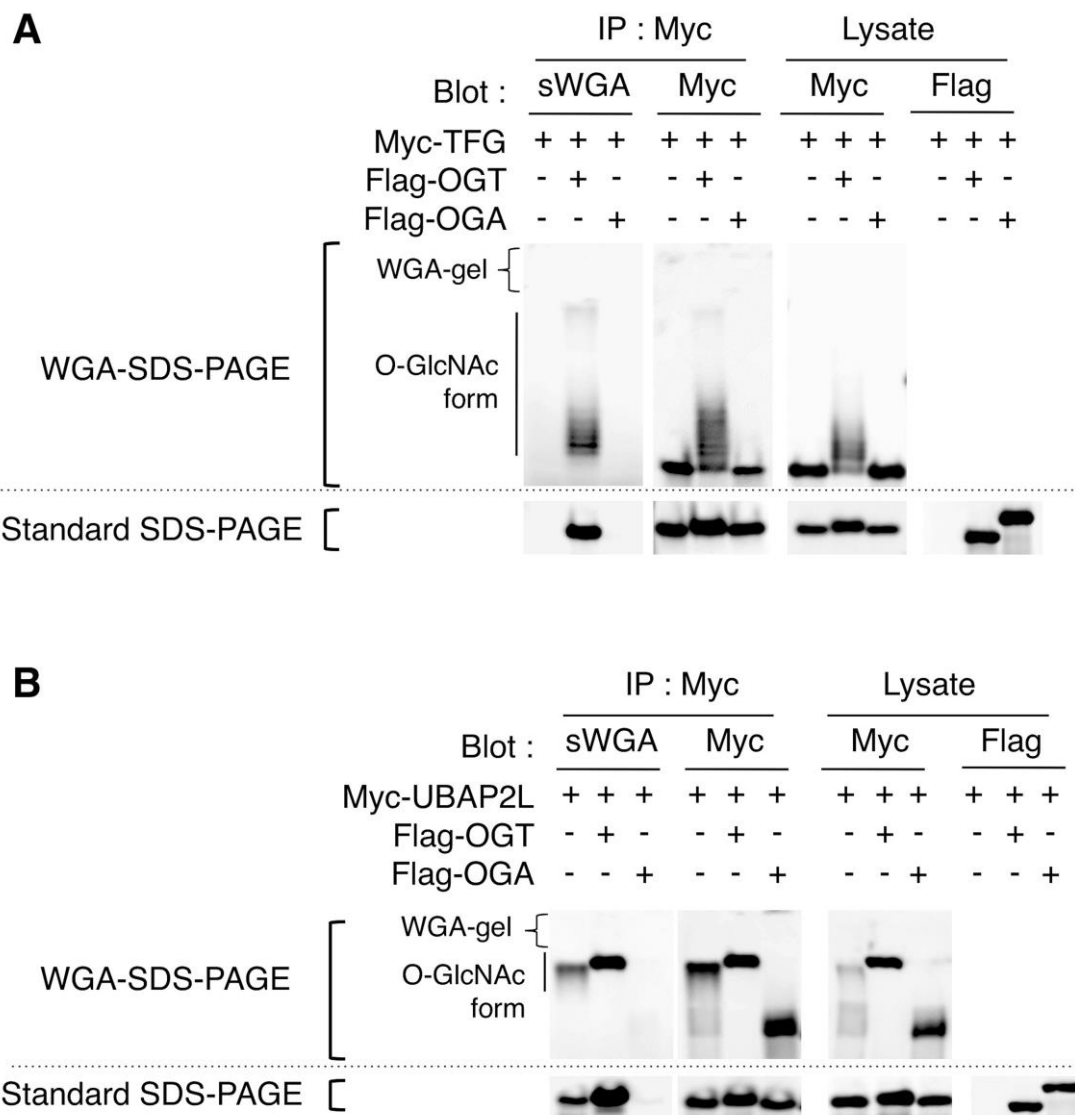 A
IP : Myc Lysate
Blot : sWGA Myc Myc Flag
Myc-TFG + + + + + + + + + + + +
Flag-OGT - + - - + - - + - - + -
Flag-OGA - - + - - + - - + - - +
WGA-gel
WGA-SDS-PAGE
O-GlcNAc
form
Standard SDS-PAGE
B
IP : Myc Lysate
Blot : sWGA Myc Myc Flag
Myc-UBAP2L + + + + + + + + + + + +
Flag-OGT - + - - + - - + - - + -
Flag-OGA - - + - - + - - + - - +
WGA-gel
WGA-SDS-PAGE
O-GlcNAc
form
Standard SDS-PAGE